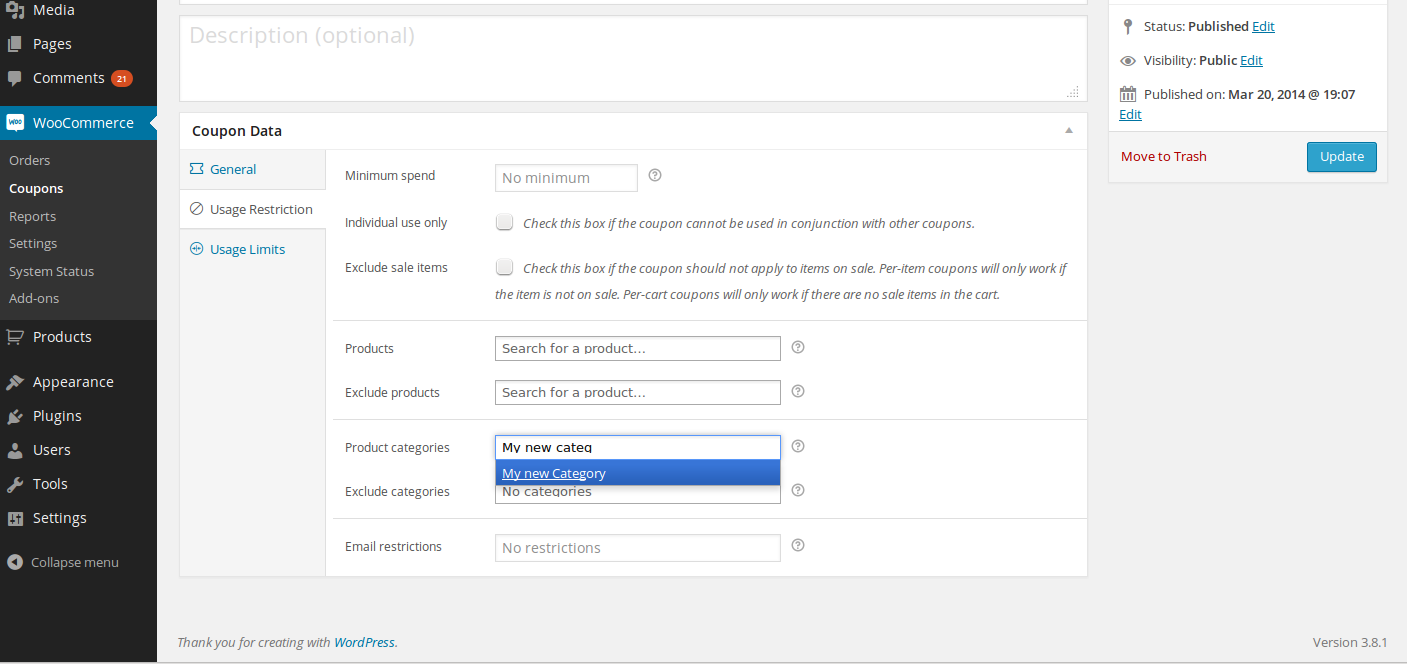 Media
Pages
Comments 21
WooCommerce
Orders
Coupons
Reports
Settings
System Status
Add-ons
Products
Appearance
Plugins
Users
Tools
Settings
Collapse menu
Description (optional)
Coupon Data
General
Usage Restriction
Usage Limits
Minimum spend No minimum
Individual use only Check this box if the coupon cannot be used in conjunction with other coupons.
Exclude sale items Check this box if the coupon should not apply to items on sale. Per-item coupons will only work if
the item is not on sale. Per-cart coupons will only work if there are no sale items in the cart.
Products Search for a product...
Exclude products Search for a product...
Product categories My new categ
My new Category
Exclude categories No categories
Email restrictions No restrictions
Status: Published Edit
Visibility: Public Edit
Published on: Mar 20, 2014 @ 19:07
Edit
Move to Trash Update
Thank you for creating with WordPress. Version 3.8.1